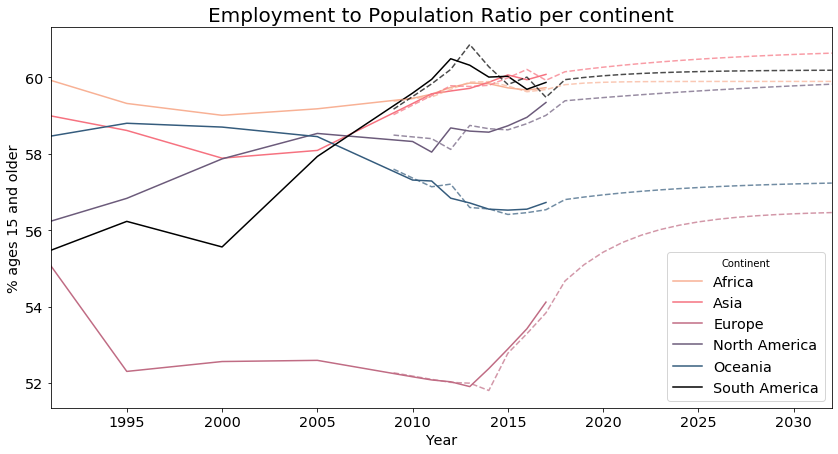 Employment to Population Ratio per continent
% ages 15 and older
60
58
56
54
52
1995 2000 2005 2010 2015 2020 2025 2030
Year
Continent
Africa
Asia
Europe
North America
Oceania
South America